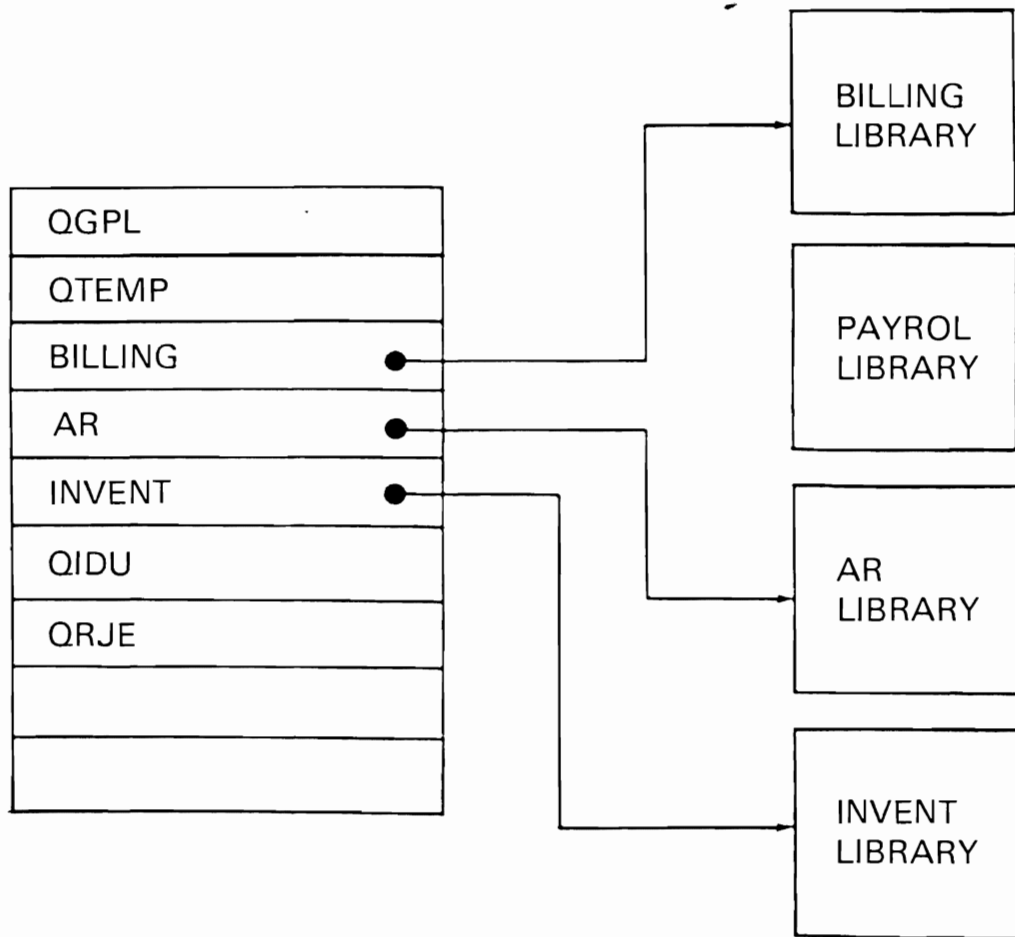 QGPL
QTEMP
BILLING
AR
INVENT
QIDU
QRJE
BILLING
LIBRARY
PAYROL
LIBRARY
AR
LIBRARY
INVENT
LIBRARY